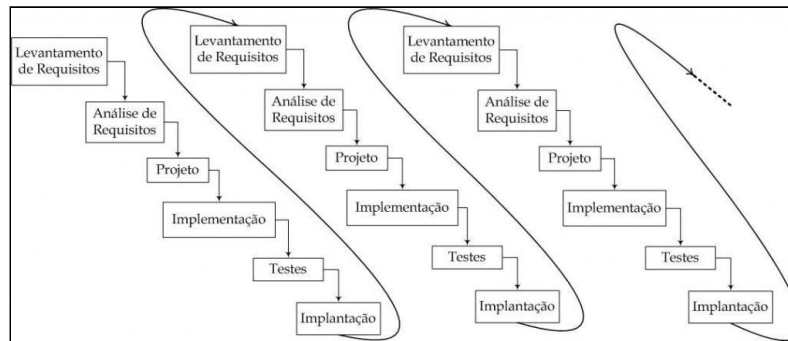 Levantamento
de Requisitos
Análise de
Requisitos
Projeto
Implementação
Testes
Implantação
Levantamento
de Requisitos
Análise de
Requisitos
Projeto
Implementação
Testes
Implantação
Levantamento
de Requisitos
Análise de
Requisitos
Projeto
Implementação
Testes
Implantação